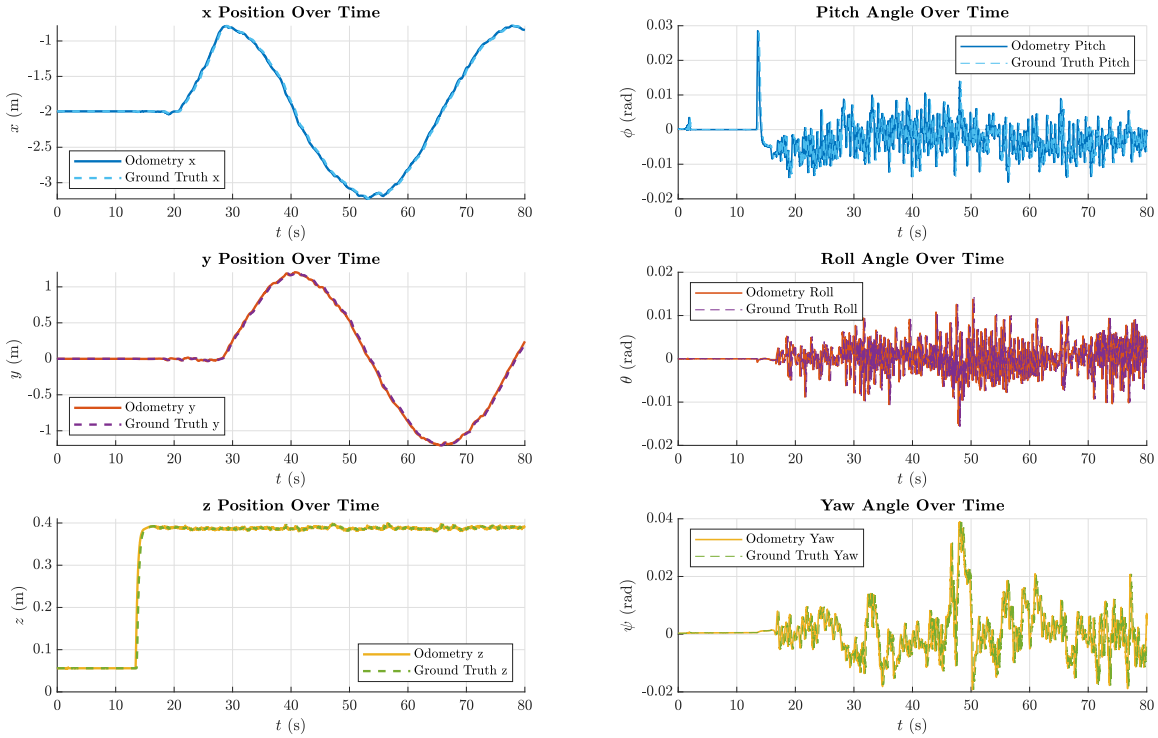 x Position Over Time
-1
-1.5
-2
-2.5
-3
x (m)
Odometry x
Ground Truth x
0 10 20 30 40 50 60 70 80
t (s)
Pitch Angle Over Time
0.03
0.03
0.01
0
-0.01
-0.02
ϕ (rad)
Odometry Pitch
Ground Truth Pitch
0 10 20 30 40 50 60 70 80
t (s)
y Position Over Time
1
0.5
0
-0.5
-1
y (m)
Odometry y
Ground Truth y
0 10 20 30 40 50 60 70 80
t (s)
Roll Angle Over Time
0.02
0.01
0
-0.01
-0.02
θ (rad)
Odometry Roll
Ground Truth Roll
0 10 20 30 40 50 60 70 80
t (s)
z Position Over Time
0.4
0.4
0.2
0.1
0
z (m)
Odometry z
Ground Truth z
0 10 20 30 40 50 60 70 80
t (s)
Yaw Angle Over Time
0.04
0.02
0
-0.02
ψ (rad)
Odometry Yaw
Ground Truth Yaw
0 10 20 30 40 50 60 70 80
t (s)